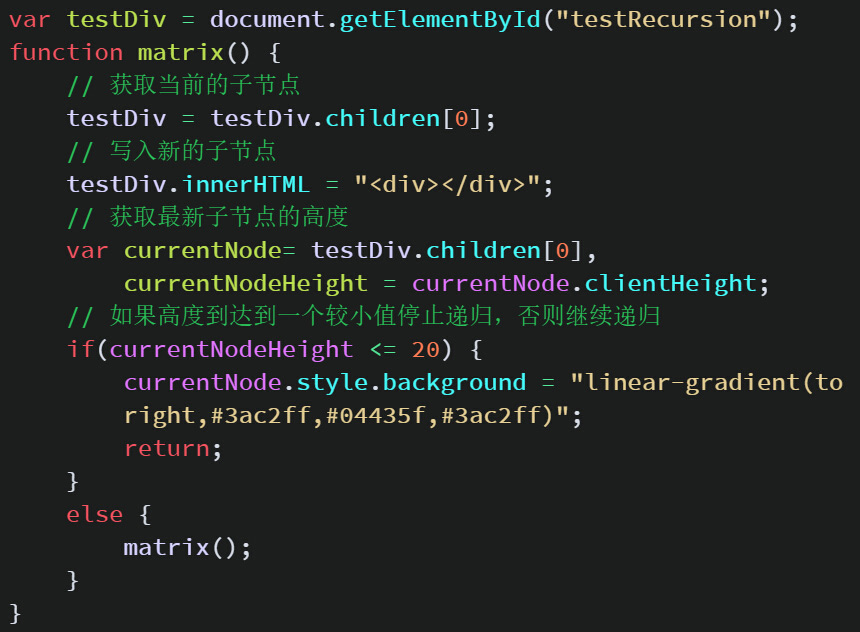 var testDiv = document.getElementById("testRecursion");
function matrix() {
    // 获取当前的子节点
    testDiv = testDiv.children[0];
    // 写入新的子节点
    testDiv.innerHTML = "<div></div>";
    // 获取最新子节点的高度
    var currentNode= testDiv.children[0],
        currentNodeHeight = currentNode.clientHeight;
    // 如果高度到达到一个较小值停止递归，否则继续递归
    if(currentNodeHeight <= 20) {
        currentNode.style.background = "linear-gradient(to
        right,#3ac2ff,#04435f,#3ac2ff)";
        return;
    }
    else {
        matrix();
    }
}